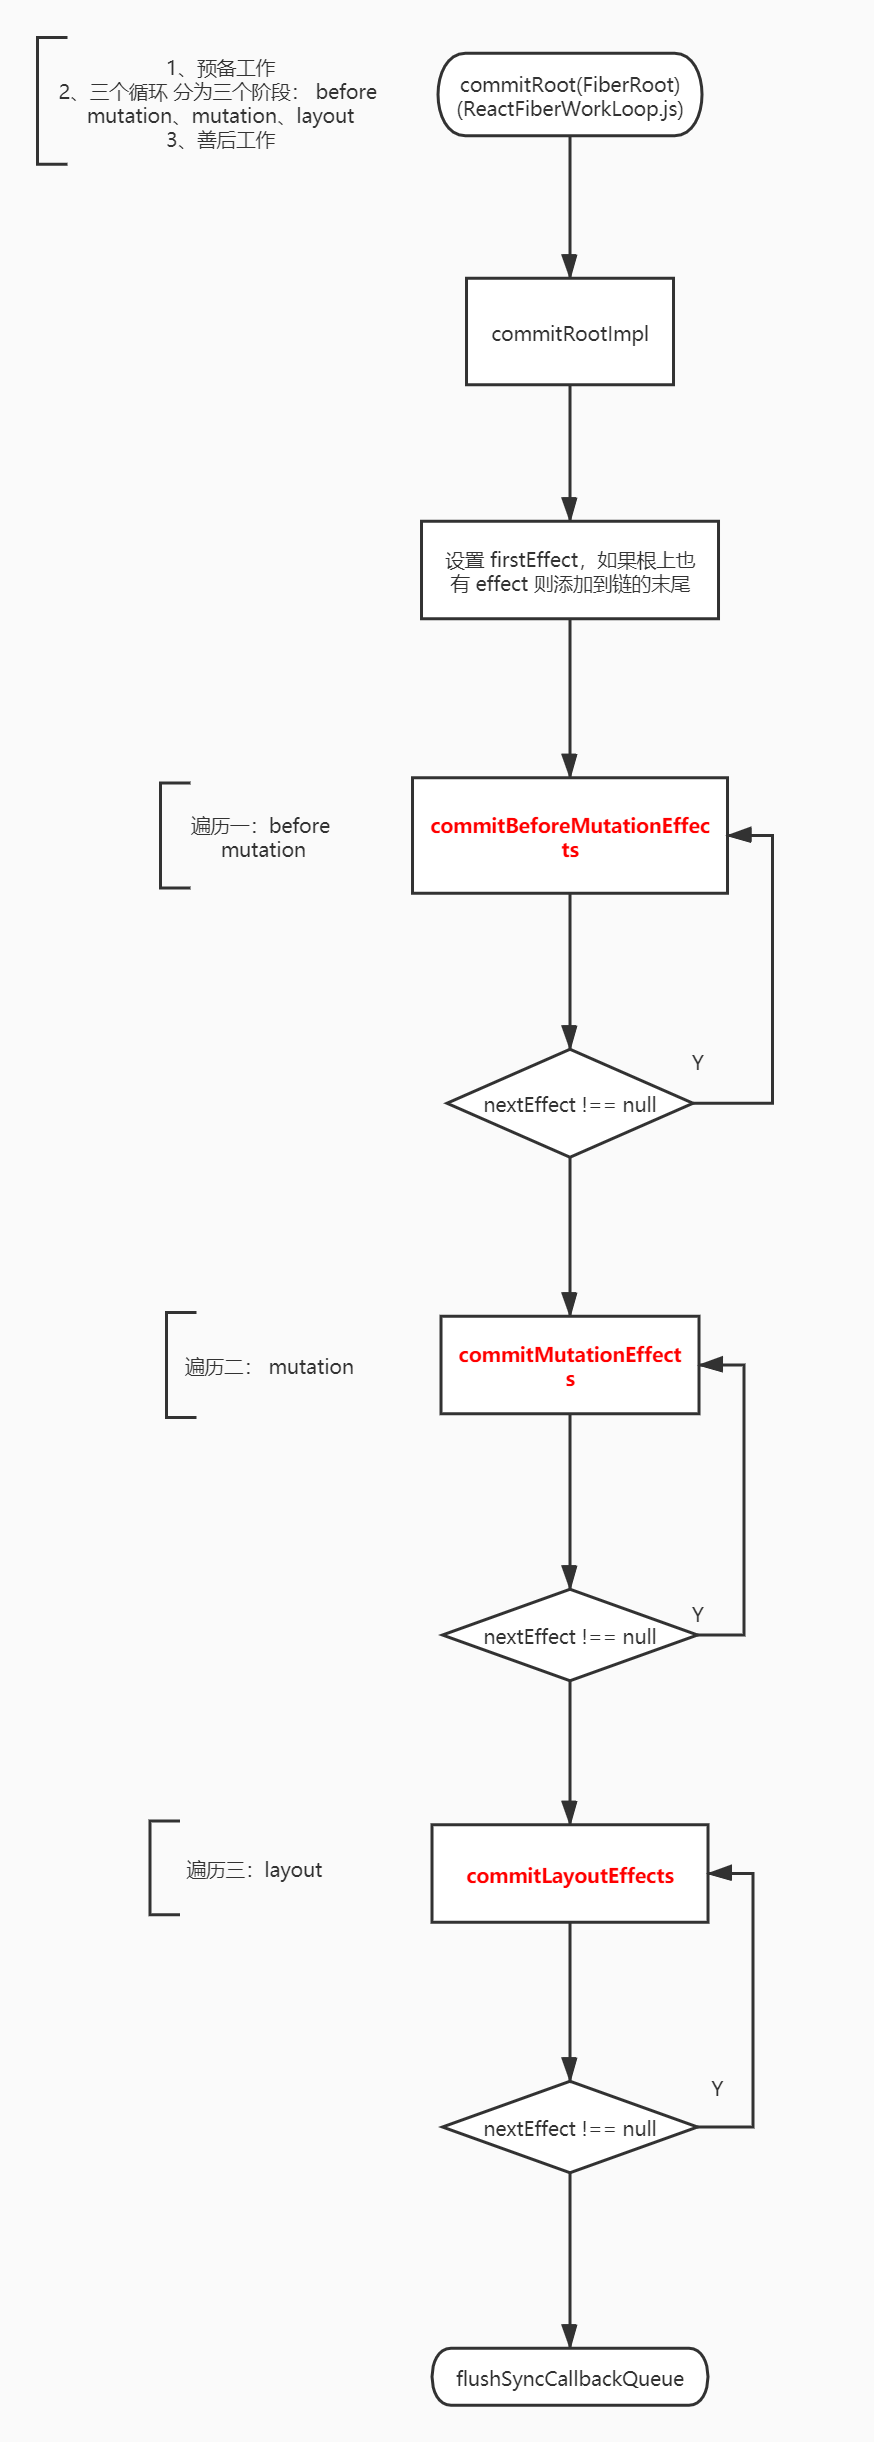 1、预备工作
2、三个循环 分为三个阶段： before
mutation、mutation、layout
3、善后工作
commitRoot(FiberRoot)
(ReactFiberWorkLoop.js)
commitRootImpl
设置 firstEffect，如果根上也
有 effect 则添加到链的末尾
遍历一：before
mutation
commitBeforeMutationEffec
ts
Y
nextEffect !== null
遍历二： mutation
commitMutationEffect
s
Y
nextEffect !== null
遍历三：layout
commitLayoutEffects
Y
nextEffect !== null
flushSyncCallbackQueue